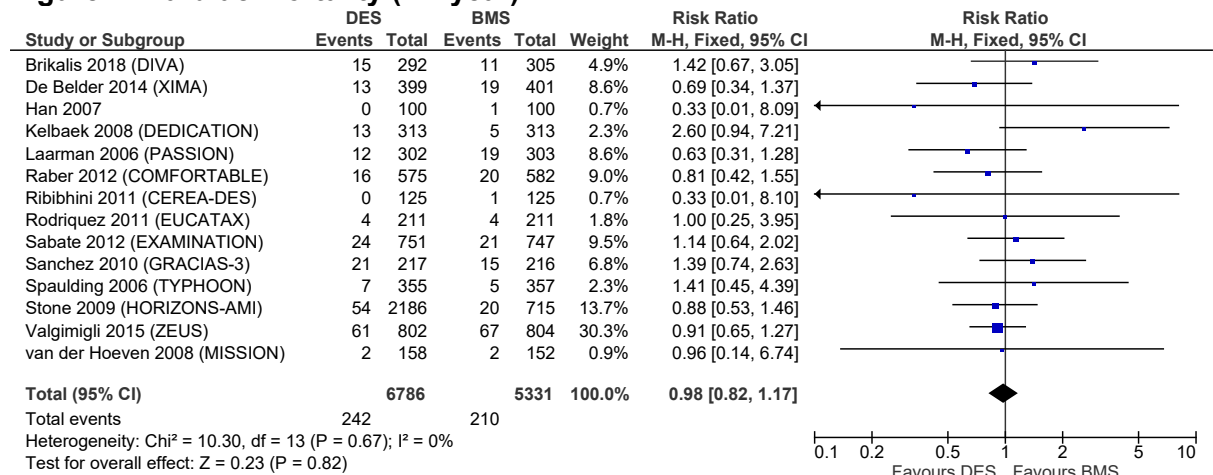 DES BMS Risk Ratio Risk Ratio
Study or Subgroup Events Total Events Total Weight M-H, Fixed, 95% CI M-H, Fixed, 95% CI
Brikalis 2018 (DIVA) 15 292 11 305 4.9% 1.42 [0.67, 3.05]
De Belder 2014 (XIMA) 13 399 19 401 8.6% 0.69 [0.34, 1.37]
Han 2007 0 100 1 100 0.7% 0.33 [0.01, 8.09]
Kelbaek 2008 (DEDICATION) 13 313 5 313 2.3% 2.60 [0.94, 7.21]
Laarman 2006 (PASSION) 12 302 19 303 8.6% 0.63 [0.31, 1.28]
Raber 2012 (COMFORTABLE) 16 575 20 582 9.0% 0.81 [0.42, 1.55]
Ribibhini 2011 (CEREA-DES) 0 125 1 125 0.7% 0.33 [0.01, 8.10]
Rodriquez 2011 (EUCATAX) 4 211 4 211 1.8% 1.00 [0.25, 3.95]
Sabate 2012 (EXAMINATION) 24 751 21 747 9.5% 1.14 [0.64, 2.02]
Sanchez 2010 (GRACIAS-3) 21 217 15 216 6.8% 1.39 [0.74, 2.63]
Spaulding 2006 (TYPHOON) 7 355 5 357 2.3% 1.41 [0.45, 4.39]
Stone 2009 (HORIZONS-AMI) 54 2186 20 715 13.7% 0.88 [0.53, 1.46]
Valgimigli 2015 (ZEUS) 61 802 67 804 30.3% 0.91 [0.65, 1.27]
van der Hoeven 2008 (MISSION) 2 158 2 152 0.9% 0.96 [0.14, 6.74]
Total (95% CI) 6786 5331 100.0% 0.98 [0.82, 1.17]
Total events 242 210
Heterogeneity: Chi² = 10.30, df = 13 (P = 0.67); I² = 0%
Test for overall effect: Z = 0.23 (P = 0.82)
0.1 0.2 0.5 1 2 5 10
Favours DES Favours BMS